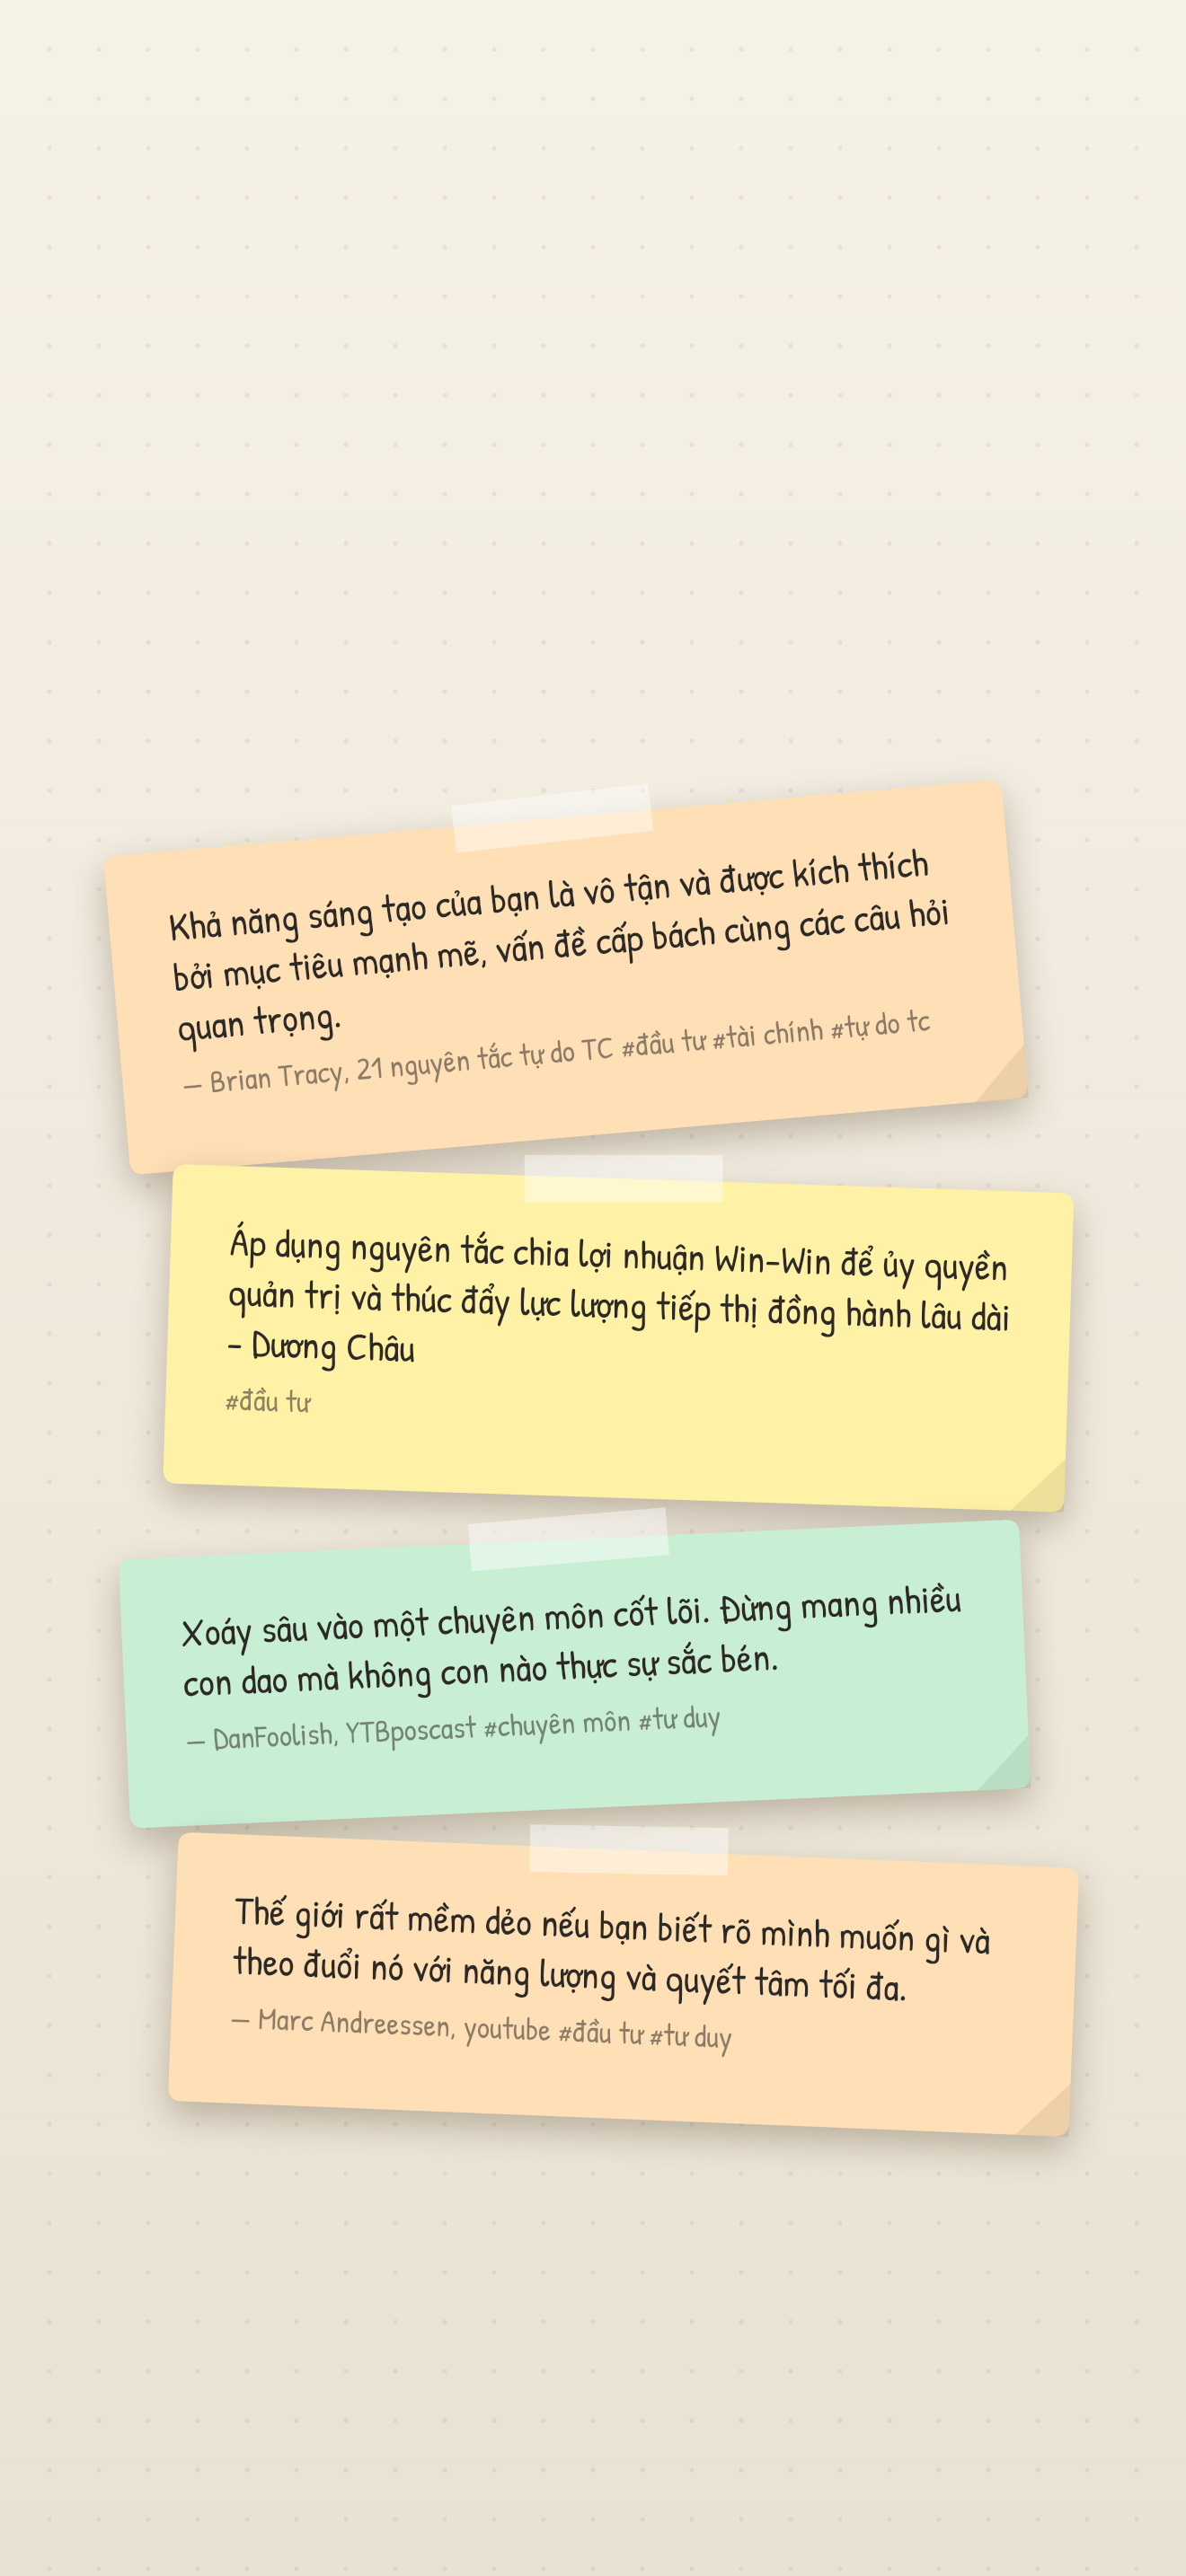 Khả năng sáng tạo của bạn là vô tận và được kích thích
bởi mục tiêu mạnh mẽ, vấn đề cấp bách cùng các câu hỏi
quan trọng.
— Brian Tracy, 21 nguyên tắc tự do TC #đầu tư #tài chính #tự do tc
Áp dụng nguyên tắc chia lợi nhuận Win-Win để ủy quyền
quản trị và thúc đẩy lực lượng tiếp thị đồng hành lâu dài
- Dương Châu
#đầu tư
Xoáy sâu vào một chuyên môn cốt lõi. Đừng mang nhiều
con dao mà không con nào thực sự sắc bén.
— DanFoolish, YTBposcast #chuyên môn #tư duy
Thế giới rất mềm dẻo nếu bạn biết rõ mình muốn gì và
theo đuổi nó với năng lượng và quyết tâm tối đa.
— Marc Andreessen, youtube #đầu tư #tư duy